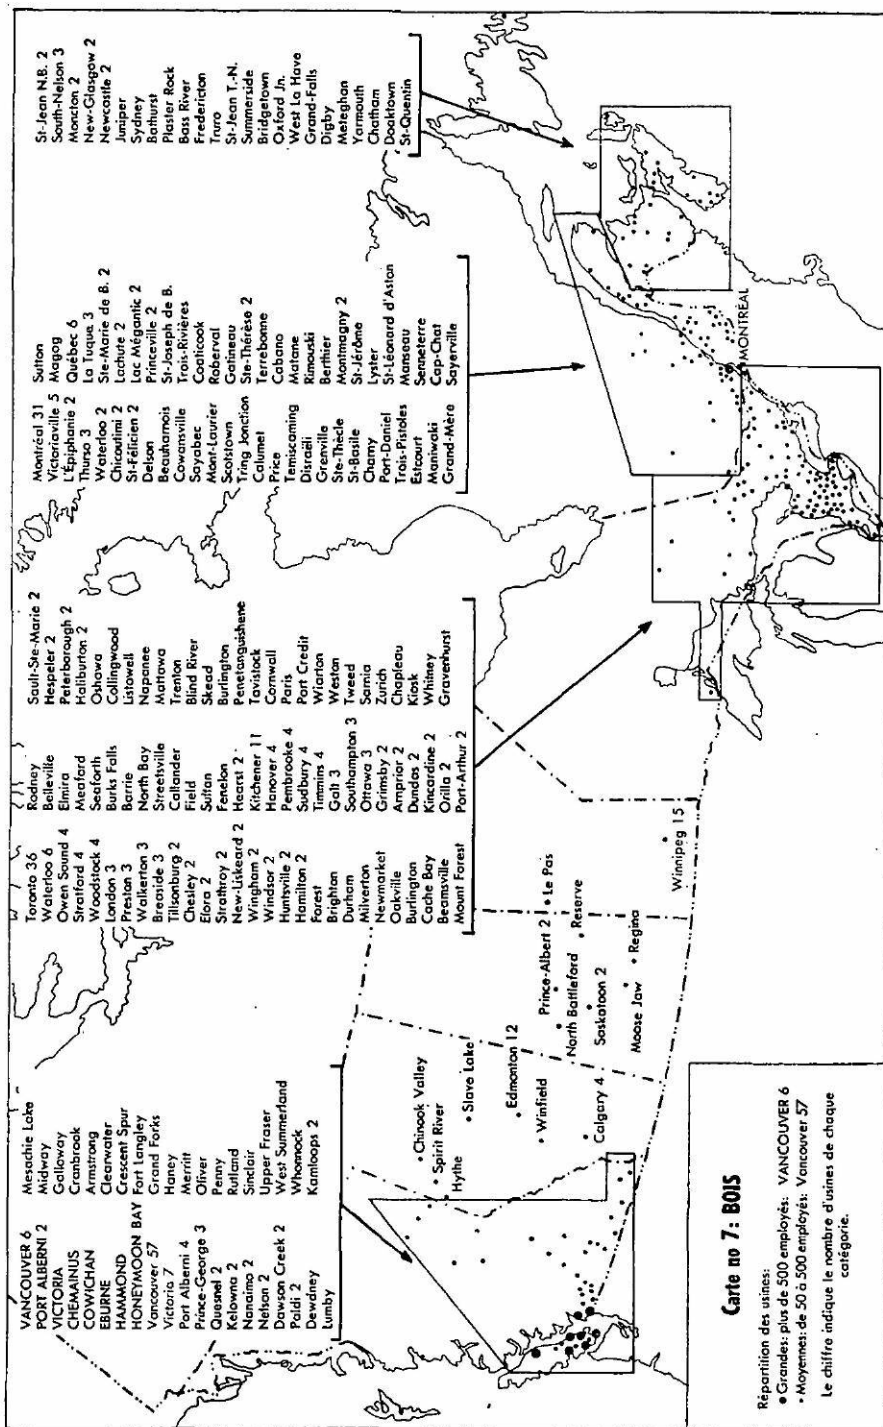 VANCOUVER 6
PORT ALBERNI 2
VICTORIA
CHEMAINUS
COWICHAN
EBURNE
HAMMOND
HONEYMOON BAY
Vancouver 57
Victoria 7
Port Alberni 4
Prince-George 3
Quesnel 2
Kelowna 2
Nanaimo 2
Nelson 2
Dawson Creek 2
Paldi 2
Dewdney
Lumby
Mesachie Lake
Midway
Galloway
Cranbrook
Armstrong
Clearwater
Crescent Spur
Fort Langley
Grand Forks
Haney
Merritt
Oliver
Penny
Rutland
Sinclair
Upper Fraser
West Summerland
Whonnock
Kamloops 2
Toronto 36
Waterloo 6
Owen Sound 4
Stratford 4
Woodstock 4
London 3
Preston 3
Walkerton 3
Breaside 3
Tillsonburg 2
Chesley 2
Elora 2
Strathroy 2
New-Liskeard 2
Wingham 2
Windsor 2
Huntsville 2
Hamilton 2
Forest
Brighton
Durham
Milverton
Newmarket
Oakville
Burlington
Cache Bay
Beamsville
Mount Forest
Rodney
Belleville
Elmira
Meaford
Seaforth
Burks Falls
Barrie
North Bay
Streetsville
Callander
Field
Sultan
Fenelon
Hearst 2
Kitchener 11
Hanover 4
Pembrooke 4
Sudbury 4
Timmins 4
Galt 3
Southampton 3
Ottawa 3
Grimsby 2
Arnprior 2
Dundas 2
Kincardine 2
Orilla 2
Port-Arthur 2
Sault-Ste-Marie 2
Hespeler 2
Peterborough 2
Haliburton 2
Oshawa
Collingwood
Listowell
Napanee
Mattawa
Trenton
Blind River
Skead
Burlington
Penetanguishene
Tavistock
Cornwall
Paris
Port Credit
Wiarton
Weston
Tweed
Sarnia
Zurich
Chapleau
Kiosk
Whitney
Gravenhurst
Montréal 31
Victoriaville 5
L'Épiphanie 2
Thurso 3
Waterloo 2
Chicoutimi 2
St-Félicien 2
Delson
Beauharnois
Cowansville
Sayabec
Mont-Laurier
Scotstown
Tring Jonction
Calumet
Price
Temiscaming
Disraëli
Grenville
Ste-Thècle
St-Basile
Charny
Port-Daniel
Trois-Pistoles
Estcourt
Maniwaki
Grand-Mère
Sutton
Magog
Québec 6
La Tuque 3
Ste-Marie de B. 2
Lachute 2
Lac Mégantic 2
Princeville 2
St-Joseph de B.
Trois-Rivières
Coaticook
Roberval
Gatineau
Ste-Thérèse 2
Terrebonne
Cabano
Matane
Rimouski
Berthier
Montmagny 2
St-Jérôme
Lyster
St-Léonard d'Aston
Manseau
Senneterre
Cap-Chat
Sayerville
St-Jean N.B. 2
South-Nelson 3
Moncton 2
New-Glasgow 2
Newcastle 2
Juniper
Sydney
Bathurst
Plaster Rock
Bass River
Fredericton
Truro
St-Jean T.-N.
Summerside
Bridgetown
Oxford Jn.
West La Have
Grand-Falls
Digby
Meteghan
Yarmouth
Chatham
Dooktown
St-Quentin
Chinook Valley
Spirit River
Hythe
Slave Lake
Edmonton 12
Winfield
Calgary 4
Prince-Albert 2
Le Pas
North Battleford
Reserve
Saskatoon 2
Moose Jaw
Regina
Winnipeg 15
MONTRÉAL
Carte no 7: BOIS
Répartition des usines:
• Grandes: plus de 500 employés: VANCOUVER 6
• Moyennes: de 50 à 500 employés: Vancouver 57
Le chiffre indique le nombre d'usines de chaque
catégorie.